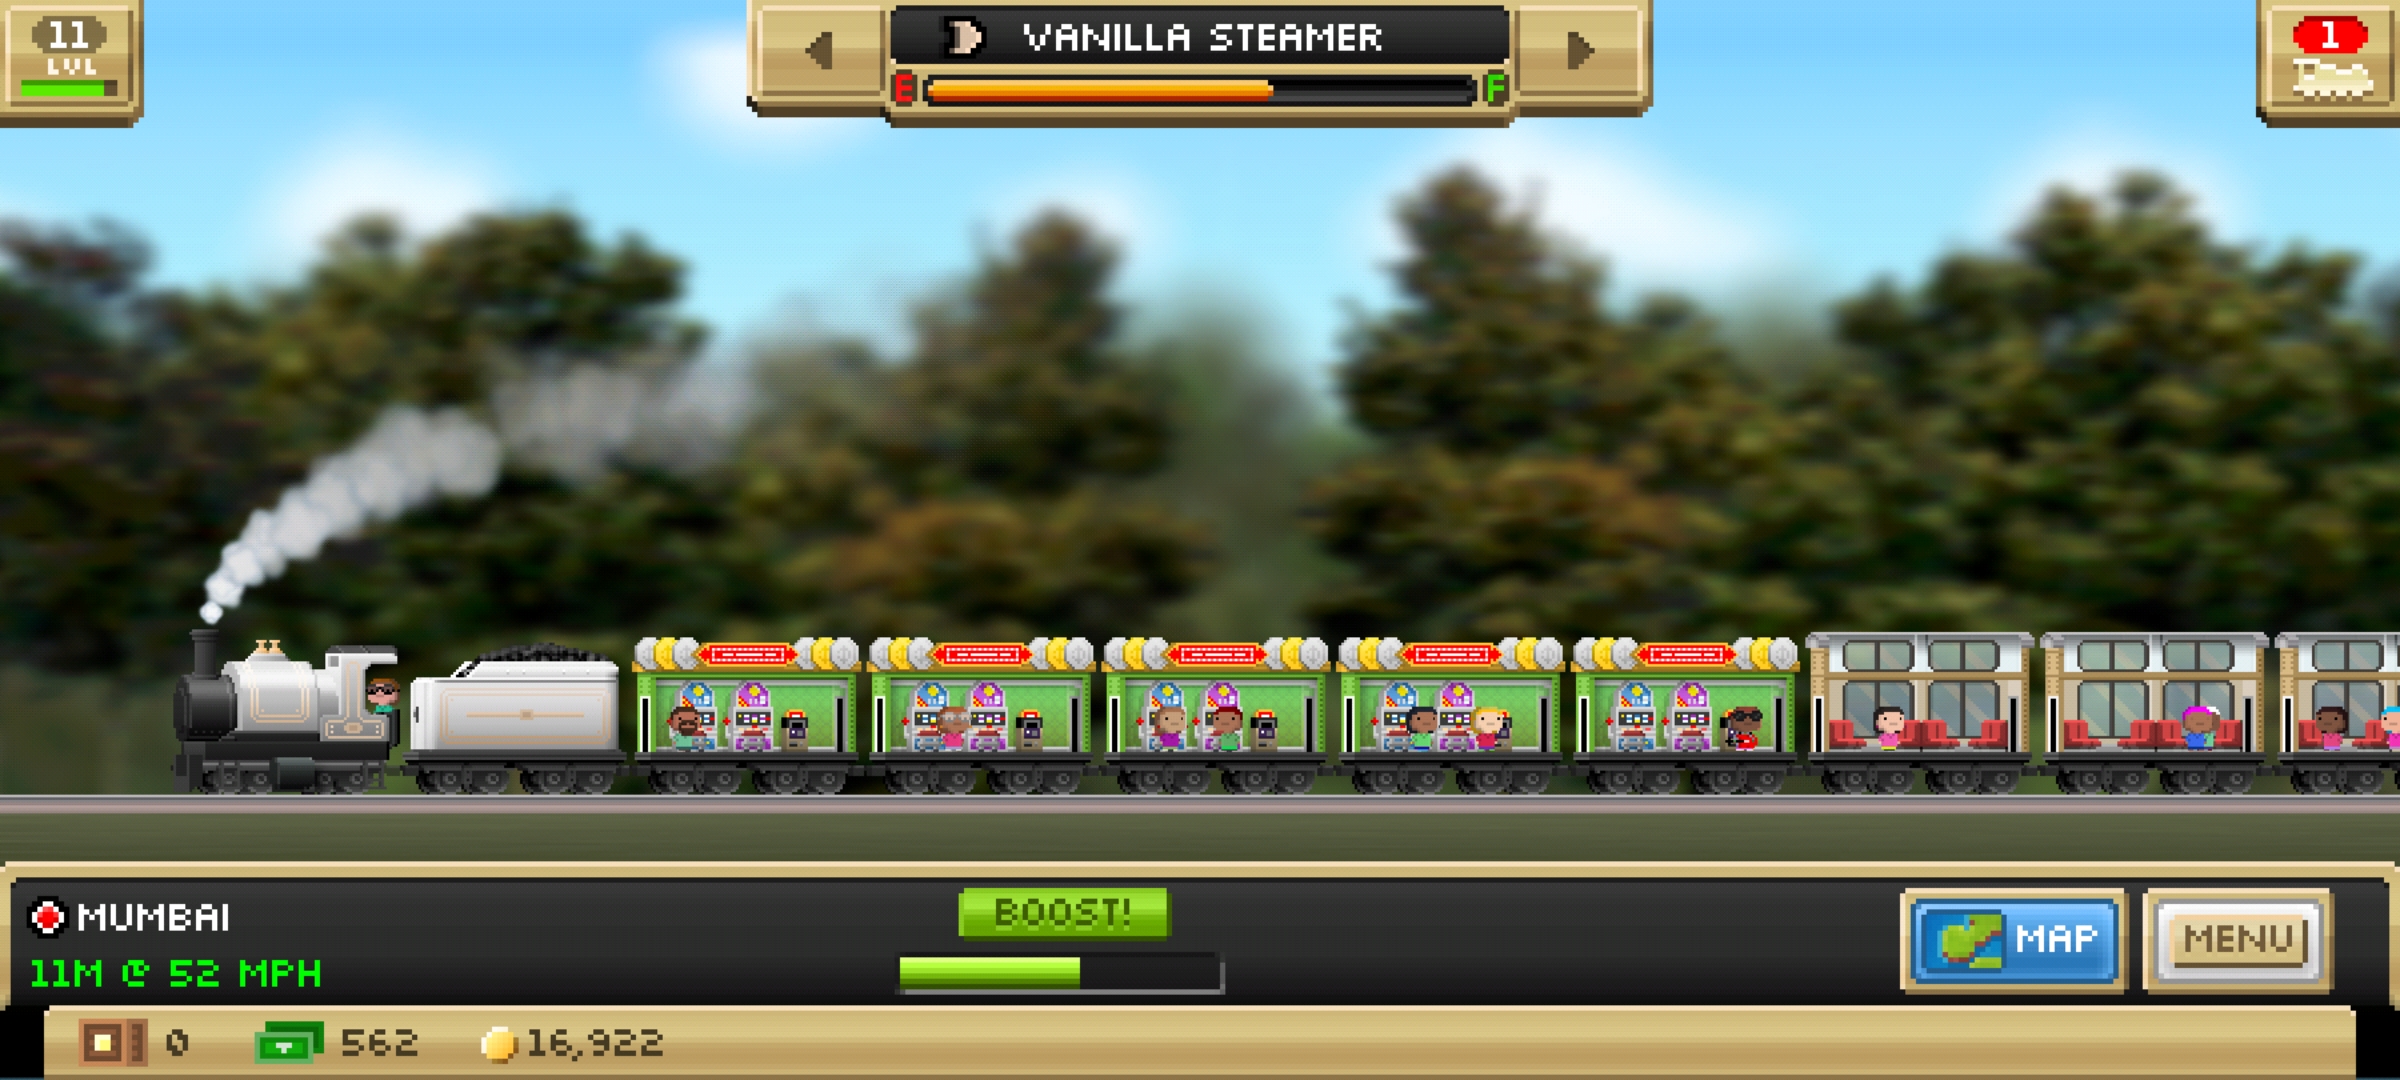 11
LVL
VANILLA STEAMER
E F
1
MUMBAI
11M @ 52 MPH
BOOST!
MAP
MENU
0 562 16,922